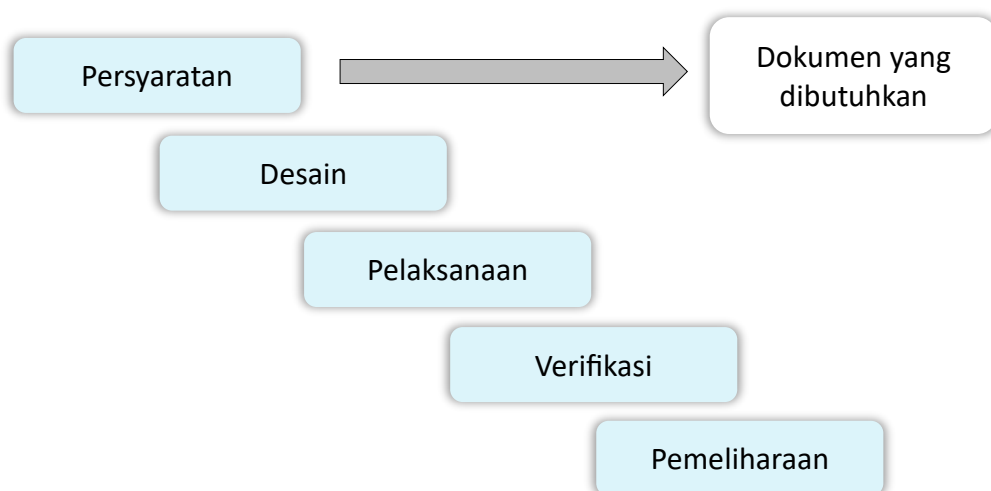 Persyaratan
Dokumen yang
dibutuhkan
Desain
Pelaksanaan
Verifikasi
Pemeliharaan